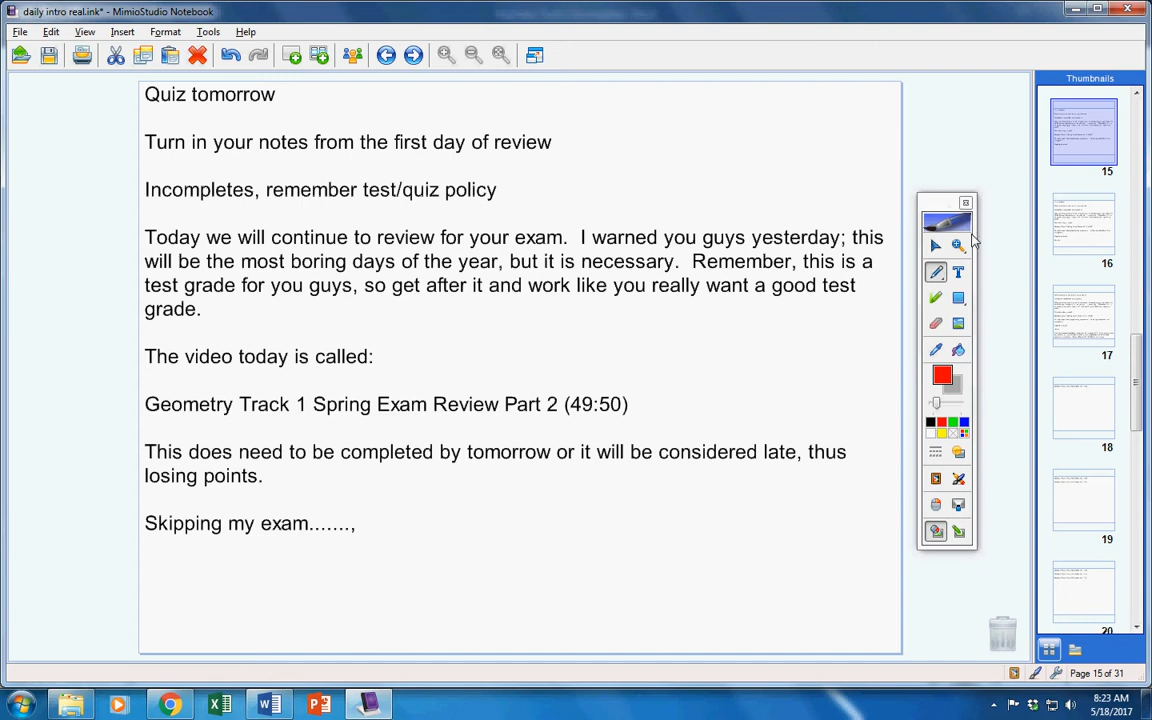 daily intro real.ink* - MimioStudio Notebook
File Edit View Insert Format Tools Help
Quiz tomorrow
Turn in your notes from the first day of review
Incompletes, remember test/quiz policy
Today we will continue to review for your exam. I warned you guys yesterday; this
will be the most boring days of the year, but it is necessary. Remember, this is a
test grade for you guys, so get after it and work like you really want a good test
grade.
The video today is called:
Geometry Track 1 Spring Exam Review Part 2 (49:50)
This does need to be completed by tomorrow or it will be considered late, thus
losing points.
Skipping my exam.......,
Thumbnails
15
16
17
18
19
20
Page 15 of 31
8:23 AM
5/18/2017